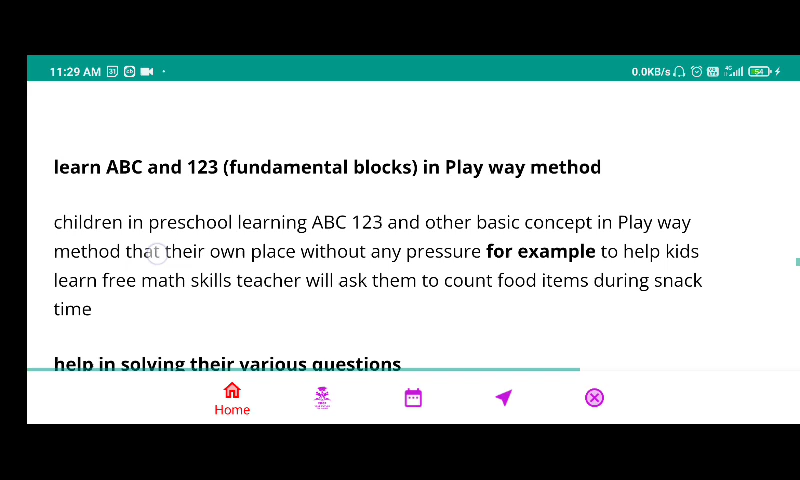 11:29 AM
0.0KB/s
4G
54
learn ABC and 123 (fundamental blocks) in Play way method
children in preschool learning ABC 123 and other basic concept in Play way
method that their own place without any pressure for example to help kids
learn free math skills teacher will ask them to count food items during snack
time
help in solving their various questions
Home